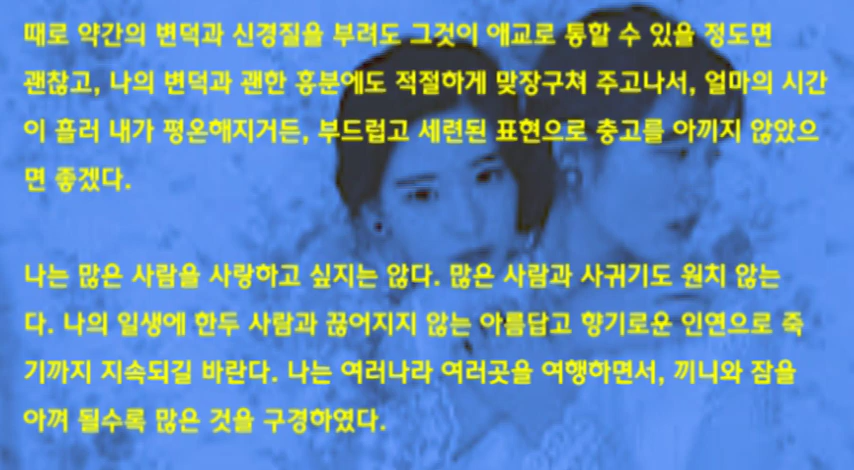 때로 약간의 변덕과 신경질을 부려도 그것이 애교로 통할 수 있을 정도면
괜찮고, 나의 변덕과 괜한 흥분에도 적절하게 맞장구쳐 주고나서, 얼마의 시간
이 흘러 내가 평온해지거든, 부드럽고 세련된 표현으로 충고를 아끼지 않았으
면 좋겠다.
나는 많은 사람을 사랑하고 싶지는 않다. 많은 사람과 사귀기도 원치 않는
다. 나의 일생에 한두 사람과 끊어지지 않는 아름답고 향기로운 인연으로 죽
기까지 지속되길 바란다. 나는 여러나라 여러곳을 여행하면서, 끼니와 잠을
아껴 될수록 많은 것을 구경하였다.